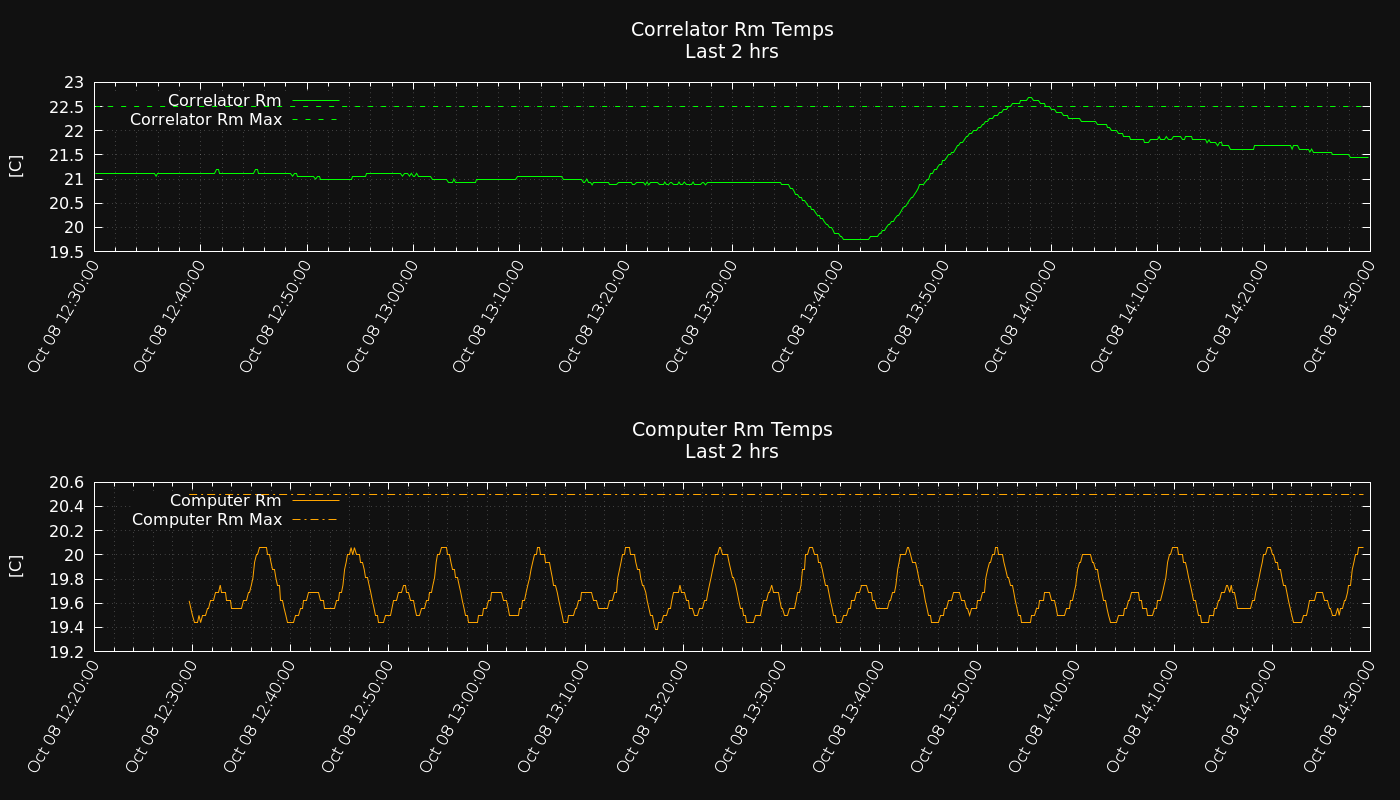 Correlator Rm Temps
Last 2 hrs
23
22.5
22
21.5
21
20.5
20
19.5
[C]
Correlator Rm
Correlator Rm Max
Oct 08 12:30:00
Oct 08 12:40:00
Oct 08 12:50:00
Oct 08 13:00:00
Oct 08 13:10:00
Oct 08 13:20:00
Oct 08 13:30:00
Oct 08 13:40:00
Oct 08 13:50:00
Oct 08 14:00:00
Oct 08 14:10:00
Oct 08 14:20:00
Oct 08 14:30:00
Computer Rm Temps
Last 2 hrs
20.6
20.4
20.2
20
19.8
19.6
19.4
19.2
[C]
Computer Rm
Computer Rm Max
Oct 08 12:20:00
Oct 08 12:30:00
Oct 08 12:40:00
Oct 08 12:50:00
Oct 08 13:00:00
Oct 08 13:10:00
Oct 08 13:20:00
Oct 08 13:30:00
Oct 08 13:40:00
Oct 08 13:50:00
Oct 08 14:00:00
Oct 08 14:10:00
Oct 08 14:20:00
Oct 08 14:30:00